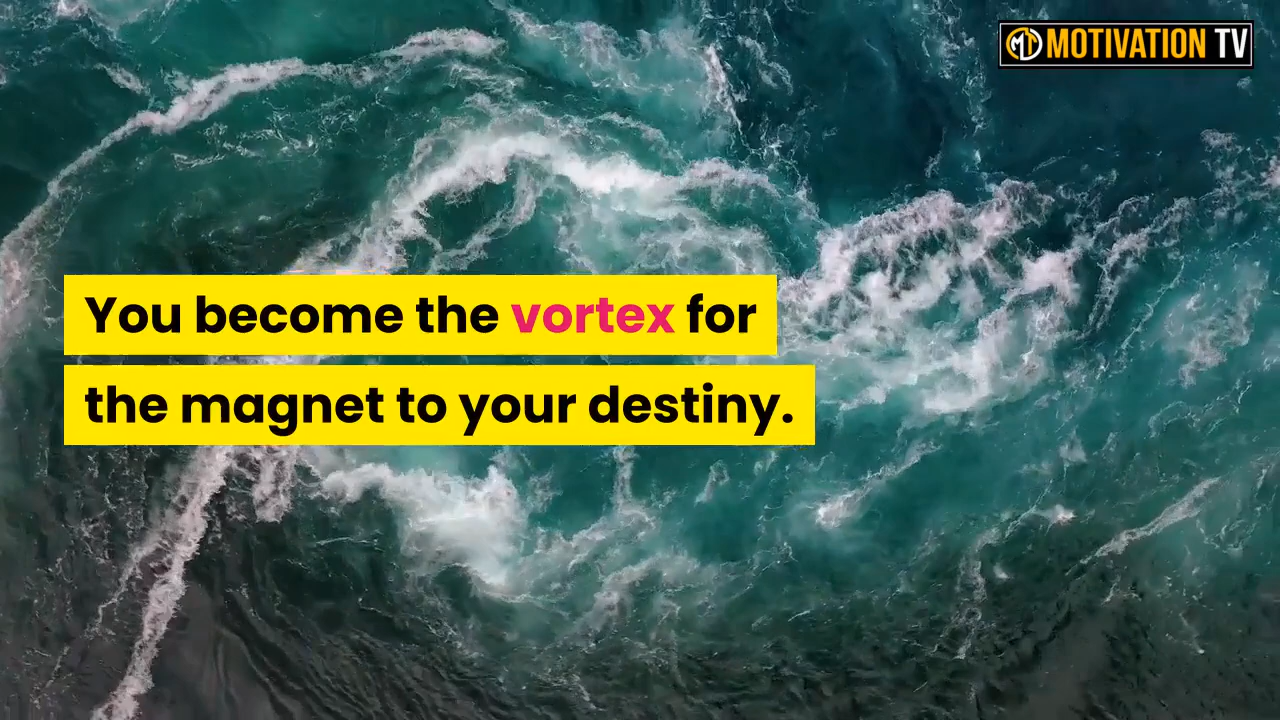 MOTIVATION TV
You become the vortex for
the magnet to your destiny.